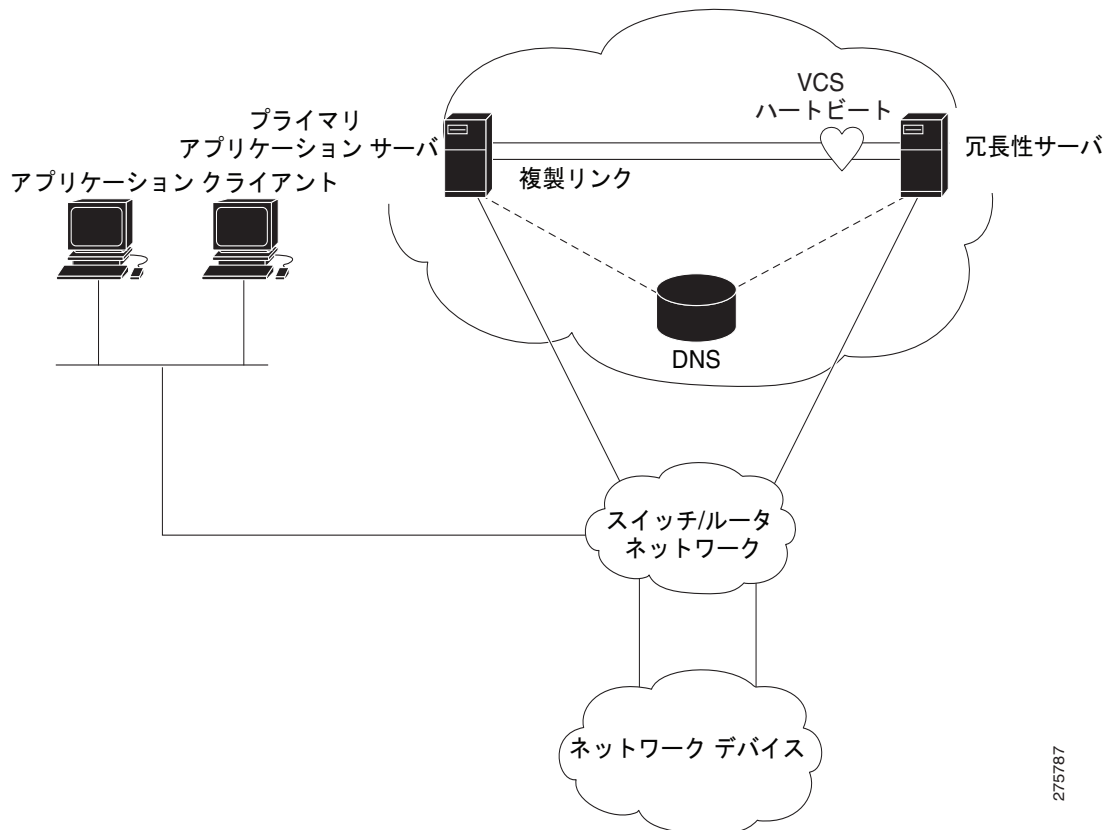 VCS
ハートビート
プライマリ
アプリケーション サーバ
冗長性サーバ
アプリケーション クライアント
複製リンク
DNS
スイッチ/ルータ
ネットワーク
ネットワーク デバイス
275787